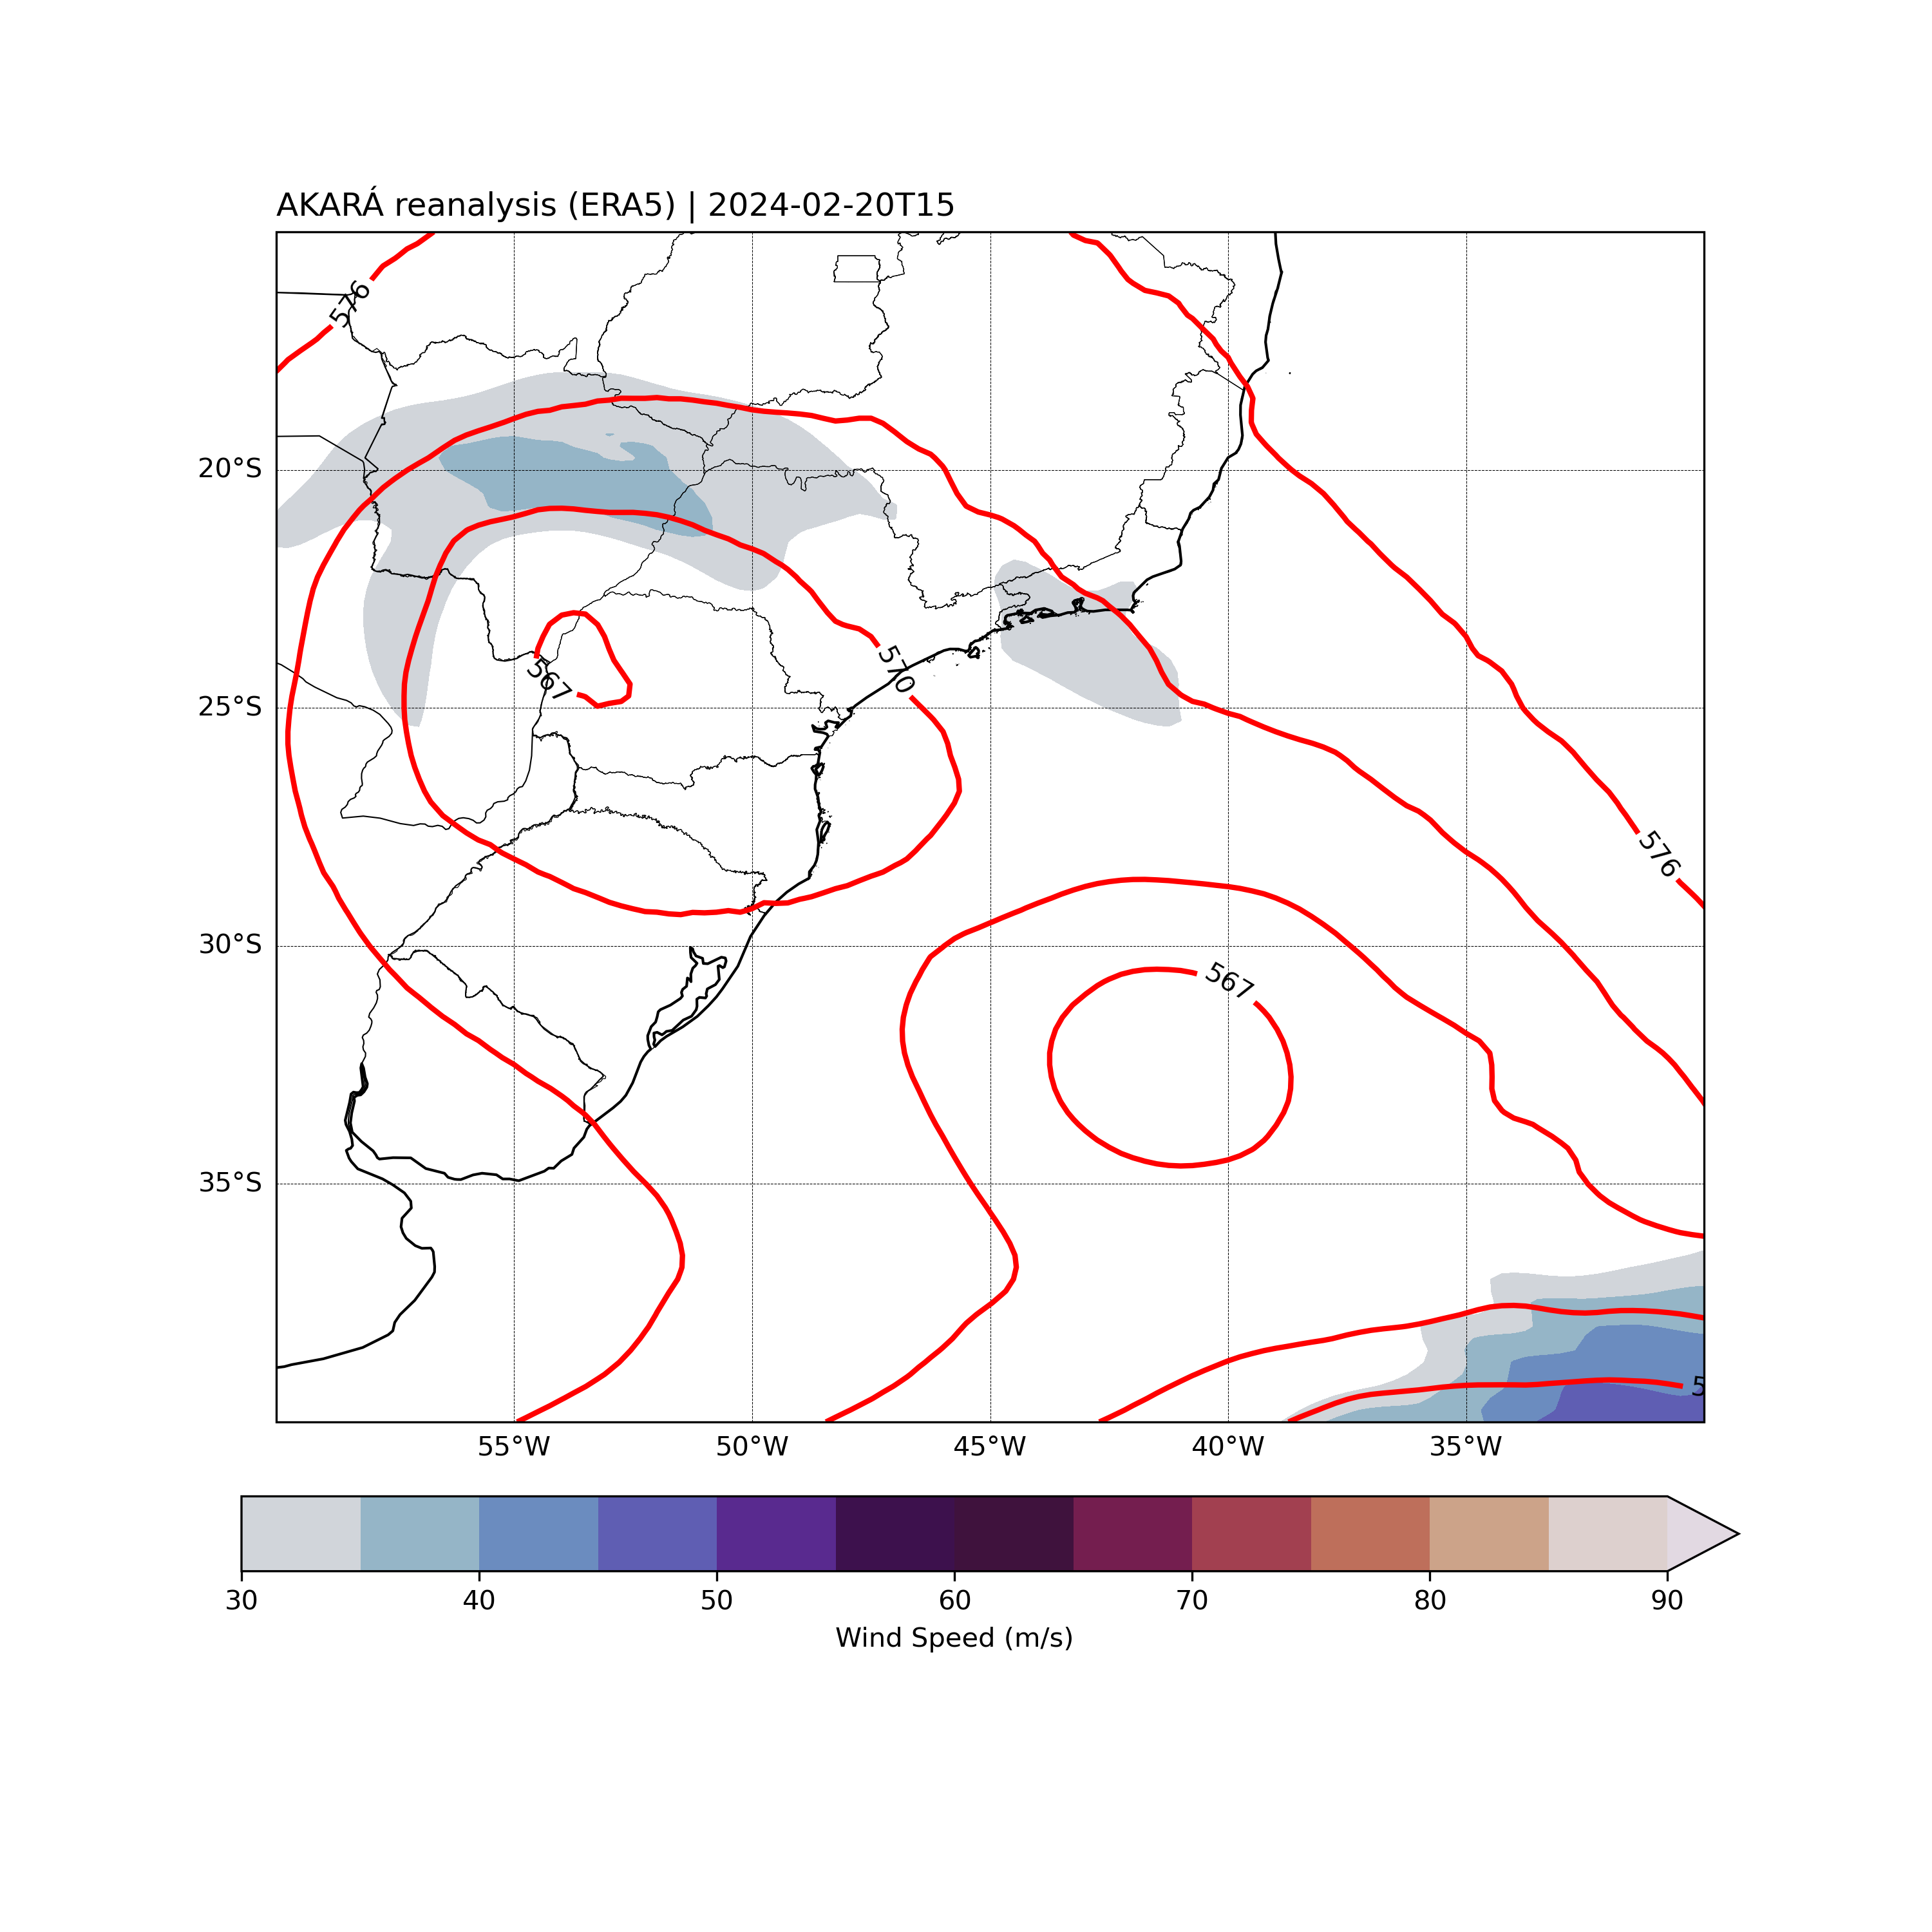 AKARÁ reanalysis (ERA5) | 2024-02-20T15
576
20°S
567
570
25°S
576
30°S
567
35°S
5
55°W 50°W 45°W 40°W 35°W
30 40 50 60 70 80 90
Wind Speed (m/s)